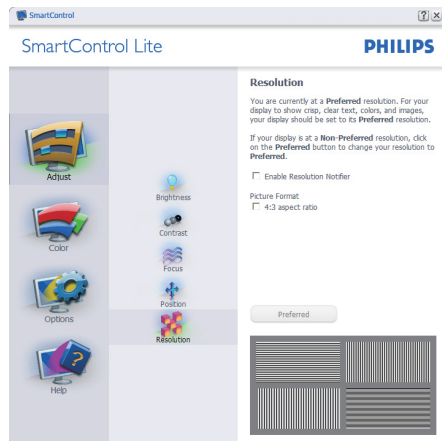 SmartControl
SmartControl Lite
PHILIPS
Adjust
Color
Options
Help
Brightness
Contrast
Focus
Position
Resolution
Resolution
You are currently at a Preferred resolution. For your
display to show crisp, clear text, colors, and images,
your display should be set to its Preferred resolution.
If your display is at a Non-Preferred resolution, click
on the Preferred button to change your resolution to
Preferred.
Enable Resolution Notifier
Picture Format
4:3 aspect ratio
Preferred